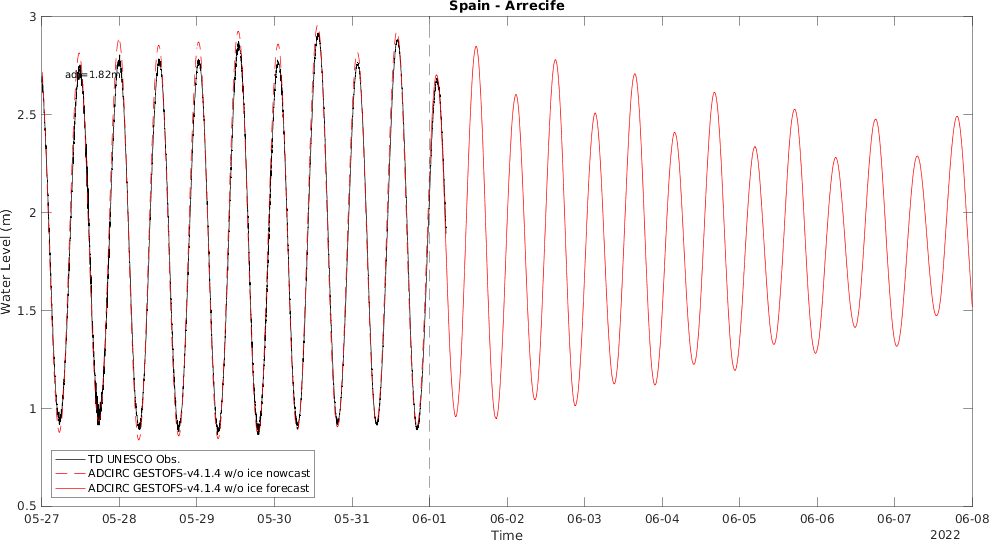 Spain - Arrecife
3
2.5
2
1.5
1
0.5
Water Level (m)
adj=1.82m
TD UNESCO Obs.
ADCIRC GESTOFS-v4.1.4 w/o ice nowcast
ADCIRC GESTOFS-v4.1.4 w/o ice forecast
05-27 05-28 05-29 05-30 05-31 06-01 06-02 06-03 06-04 06-05 06-06 06-07 06-08
Time
2022